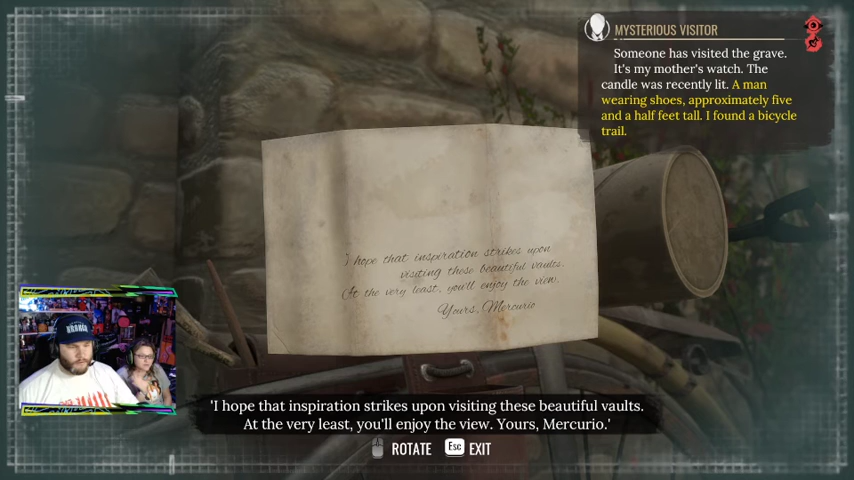 MYSTERIOUS VISITOR
Someone has visited the grave.
It's my mother's watch. The
candle was recently lit. A man
wearing shoes, approximately five
and a half feet tall. I found a bicycle
trail.
I hope that inspiration strikes upon
visiting these beautiful vaults.
At the very least, you'll enjoy the view.
Yours, Mercurio
'I hope that inspiration strikes upon visiting these beautiful vaults.
At the very least, you'll enjoy the view. Yours, Mercurio.'
ROTATE Esc EXIT